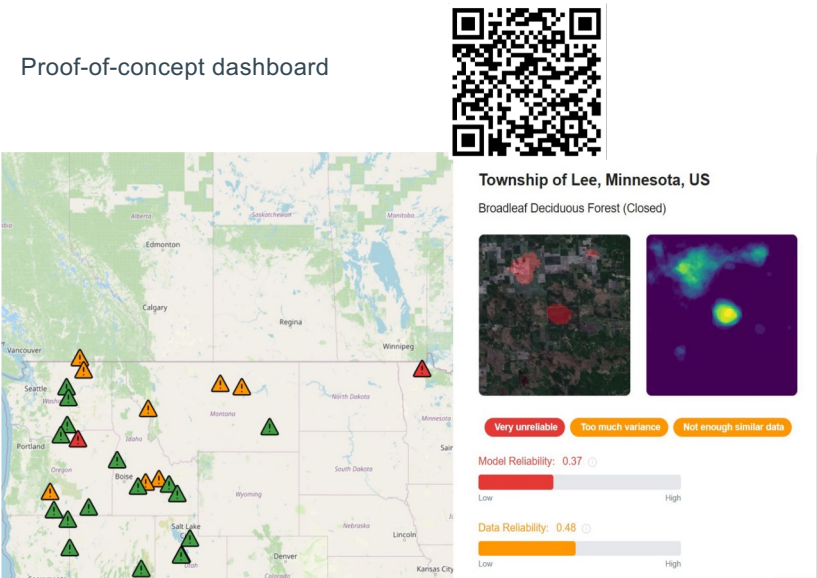 Proof-of-concept dashboard
Alberta
Saskatchewan
Manitoba
Edmonton
Calgary
Regina
Winnipeg
Vancouver
Seattle
North Dakota
Montana
Minnesota
Portland
Idaho
Oregon
Boise
South Dakota
Wyoming
Salt Lake
Nebraska
Lincoln
Utah
Denver
Colorado
Kansas City
Township of Lee, Minnesota, US
Broadleaf Deciduous Forest (Closed)
Very unreliable
Too much variance
Not enough similar data
Model Reliability: 0.37
Low High
Data Reliability: 0.48
Low High